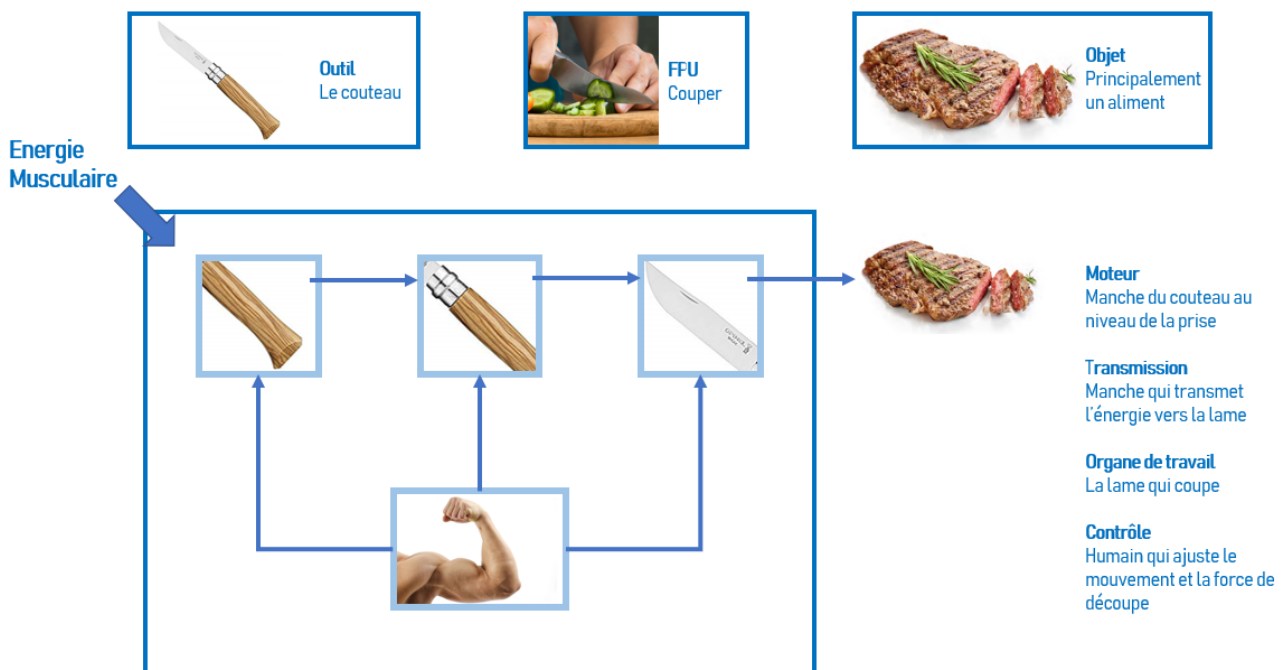 Outil
Le couteau
FPU
Couper
Objet
Principalement
un aliment
Energie
Musculaire
Moteur
Manche du couteau au
niveau de la prise
Transmission
Manche qui transmet
l'énergie vers la lame
Organe de travail
La lame qui coupe
Contrôle
Humain qui ajuste le
mouvement et la force de
découpe